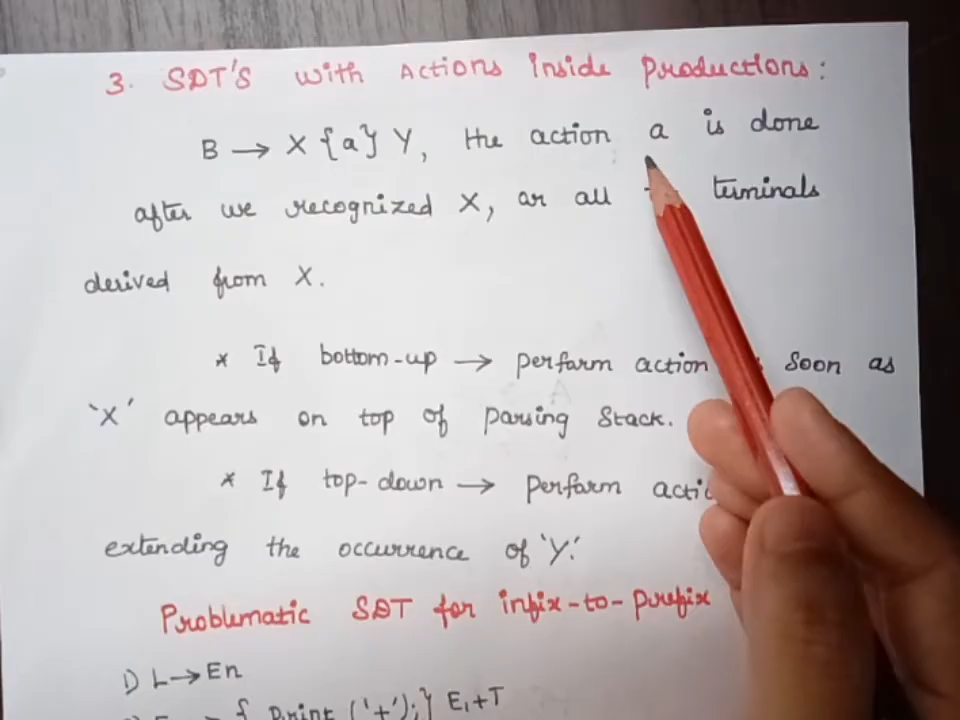 3. SDT'S with Actions Inside Productions:
B → X {a} Y, the action a is done
after we recognized X, or all terminals
derived from X.
* If bottom-up → perform action soon as
'X' appears on top of Parsing Stack.
* If top-down → perform
extending the occurrence of 'Y'.
Problematic SDT for infix-to-prefix
1) L → En
{ Print ('+'); } E₁ + T